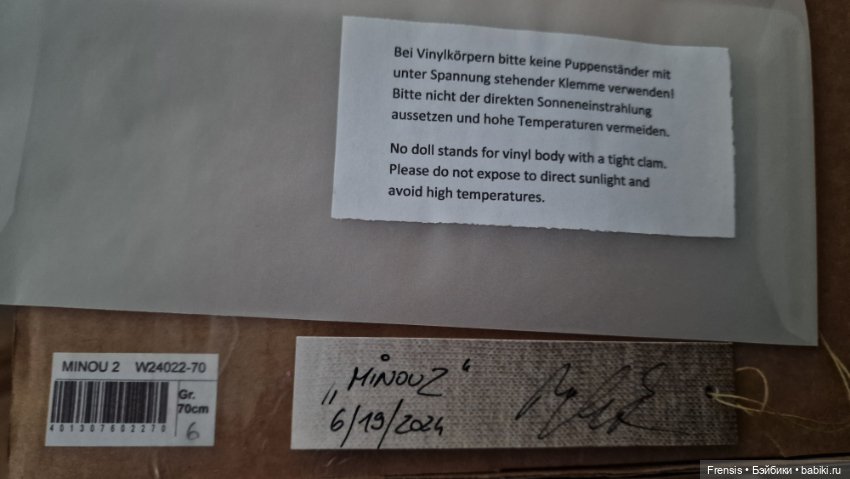 Bei Vinylkörpern bitte keine Puppenständer mit
unter Spannung stehender Klemme verwenden!
Bitte nicht der direkten Sonneneinstrahlung
aussetzen und hohe Temperaturen vermeiden.
No doll stands for vinyl body with a tight clam.
Please do not expose to direct sunlight and
avoid high temperatures.
MINOU 2 W24022-70
Gr.
70cm
6
4013076022270
„MINOU2“
6/19/2024
Frensis • Бэйбики • babiki.ru